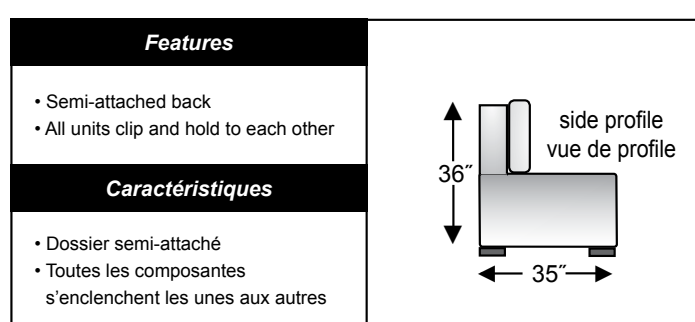 Features
• Semi-attached back
• All units clip and hold to each other
Caractéristiques
• Dossier semi-attaché
• Toutes les composantes
s’enclenchent les unes aux autres
side profile
vue de profile
36˝
35˝